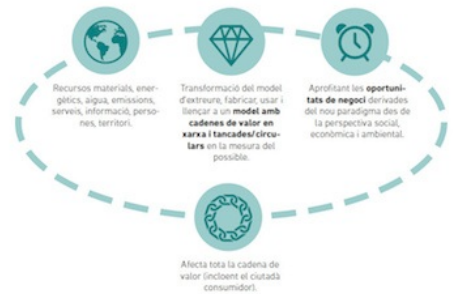 Recursos materials, ener-
gètics, aigua, emissions,
serveis, informació, perso-
nes, territori.
Transformació del model
d'extreure, fabricar, usar i
llençar a un model amb
cadenes de valor en
xarxa i tancades/circu-
lars en la mesura del
possible.
Aprofitant les oportuni-
tats de negoci derivades
del nou paradigma des de
la perspectiva social,
econòmica i ambiental.
Afecta tota la cadena de
valor (incloent el ciutadà
consumidor).